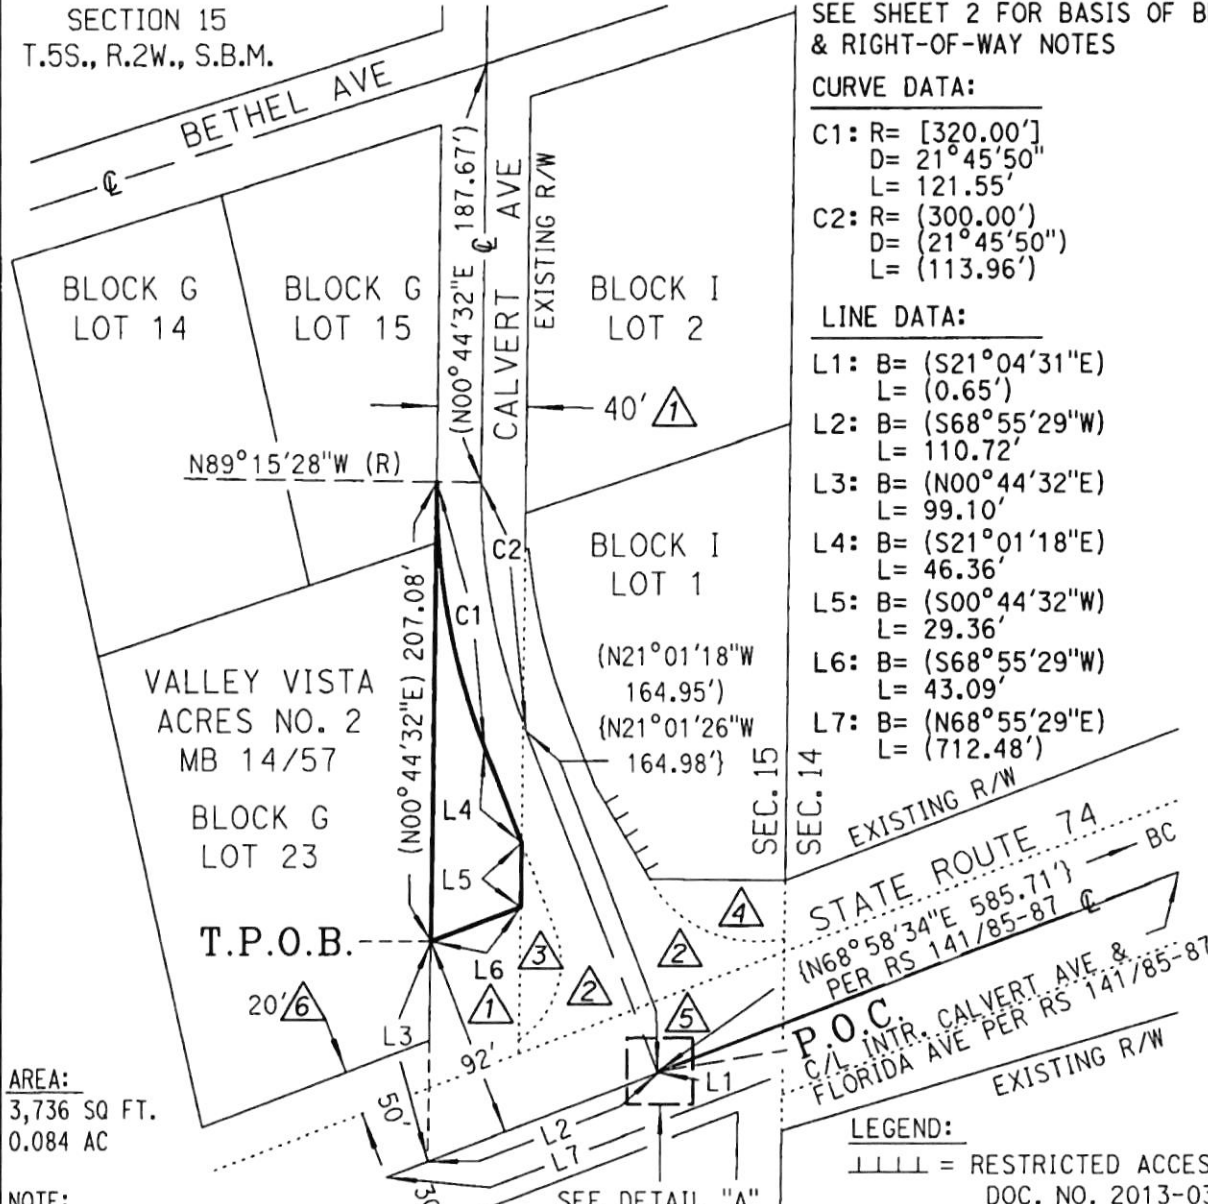 SECTION 15
T.5S., R.2W., S.B.M.
BETHEL AVE
℄
(N00°44'32"E 187.67')
℄
CALVERT AVE
EXISTING R/W
BLOCK G
LOT 14
BLOCK G
LOT 15
BLOCK I
LOT 2
40' 1
N89°15'28"W (R)
C2
BLOCK I
LOT 1
C1
(N00°44'32"E) 207.08'
(N21°01'18"W
164.95')
{N21°01'26"W
164.98'}
VALLEY VISTA
ACRES NO. 2
MB 14/57
BLOCK G
LOT 23
L4
L5
T.P.O.B.
L6
20' 6
L3
92'
50'
1
3
2
2
4
5
L1
L2
L7
30
SEC.15
SEC.14
EXISTING R/W
STATE ROUTE 74
BC
{N68°58'34"E 585.71'}
PER RS 141/85-87 ℄
P.O.C.
C/L INTR. CALVERT AVE &
FLORIDA AVE PER RS 141/85-87
EXISTING R/W
SEE DETAIL "A"
SEE SHEET 2 FOR BASIS OF B
& RIGHT-OF-WAY NOTES
CURVE DATA:
C1: R= [320.00']
D= 21°45'50"
L= 121.55'
C2: R= (300.00')
D= (21°45'50")
L= (113.96')
LINE DATA:
L1: B= (S21°04'31"E)
L= (0.65')
L2: B= (S68°55'29"W)
L= 110.72'
L3: B= (N00°44'32"E)
L= 99.10'
L4: B= (S21°01'18"E)
L= 46.36'
L5: B= (S00°44'32"W)
L= 29.36'
L6: B= (S68°55'29"W)
L= 43.09'
L7: B= (N68°55'29"E)
L= (712.48')
AREA:
3,736 SQ FT.
0.084 AC
NOTE:
LEGEND:
= RESTRICTED ACCES
DOC. NO. 2013-03